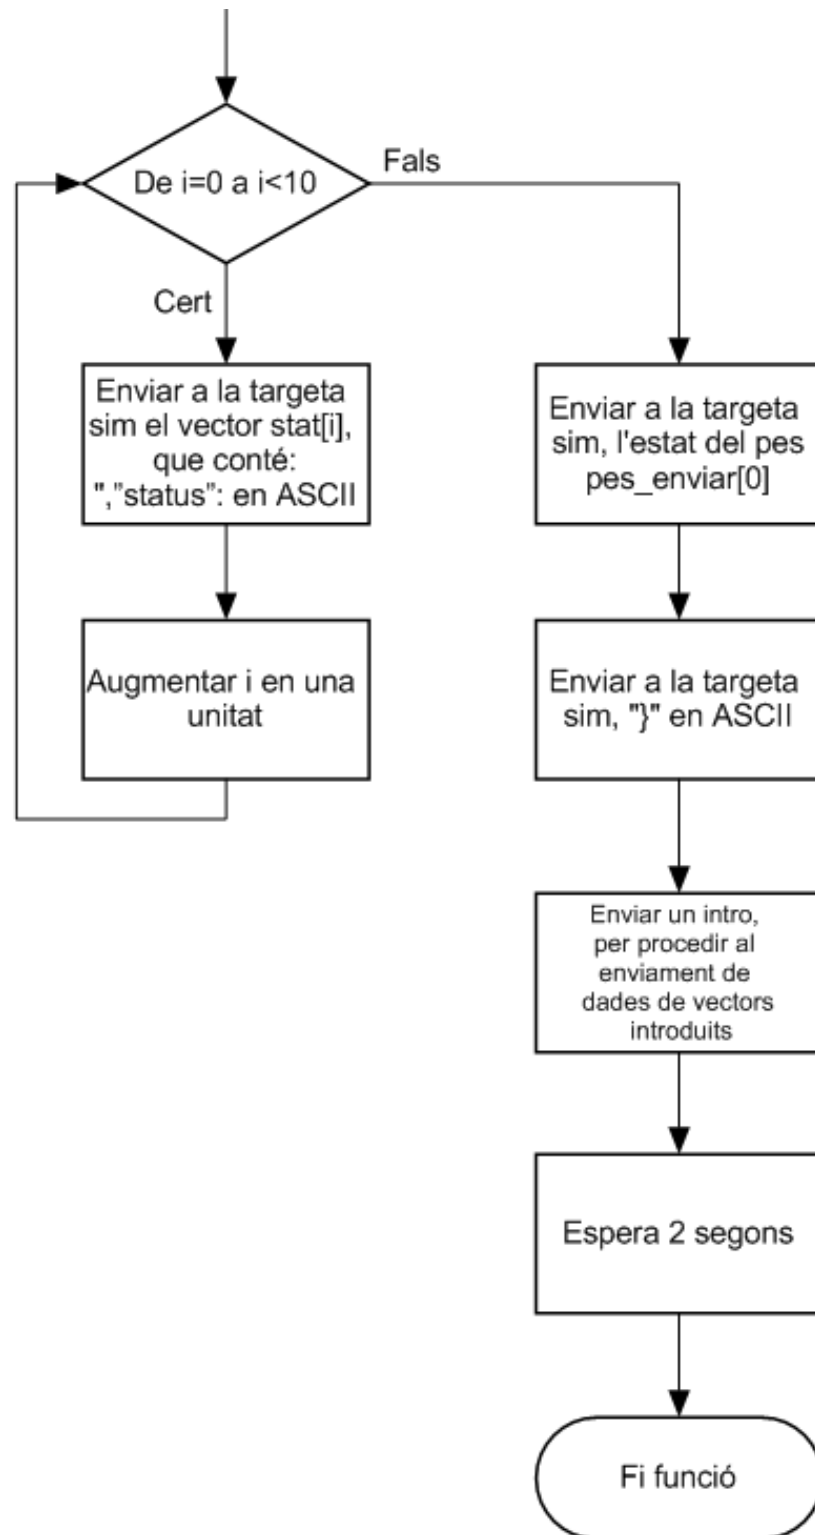 De i=0 a i<10
Fals
Cert
Enviar a la targeta
sim el vector stat[i],
que conté:
",”status”: en ASCII
Augmentar i en una
unitat
Enviar a la targeta
sim, l'estat del pes
pes_enviar[0]
Enviar a la targeta
sim, "}" en ASCII
Enviar un intro,
per procedir al
enviament de
dades de vectors
introduits
Espera 2 segons
Fi funció